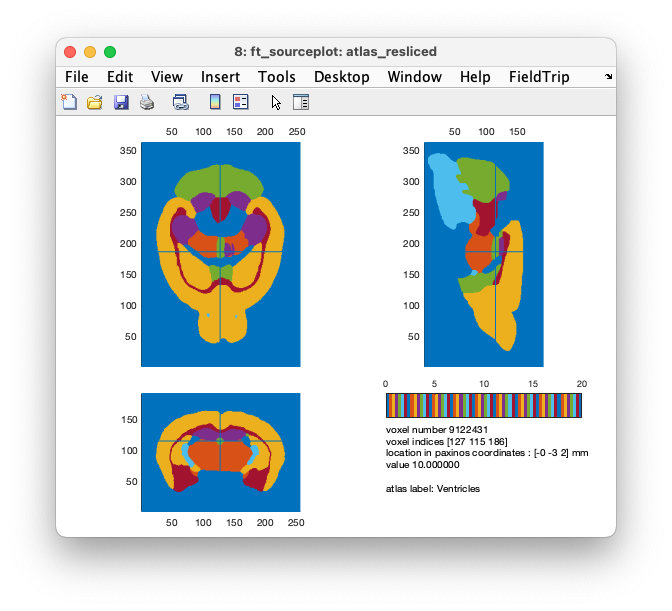 8: ft_sourceplot: atlas_resliced
File Edit View Insert Tools Desktop Window Help FieldTrip
50 100 150 200 250
50 100 150
350
300
250
200
150
100
50
350
300
250
200
150
100
50
0 5 10 15 20
150
100
50
50 100 150 200 250
voxel number 9122431
voxel indices [127 115 186]
location in paxinos coordinates : [-0 -3 2] mm
value 10.000000
atlas label: Ventricles